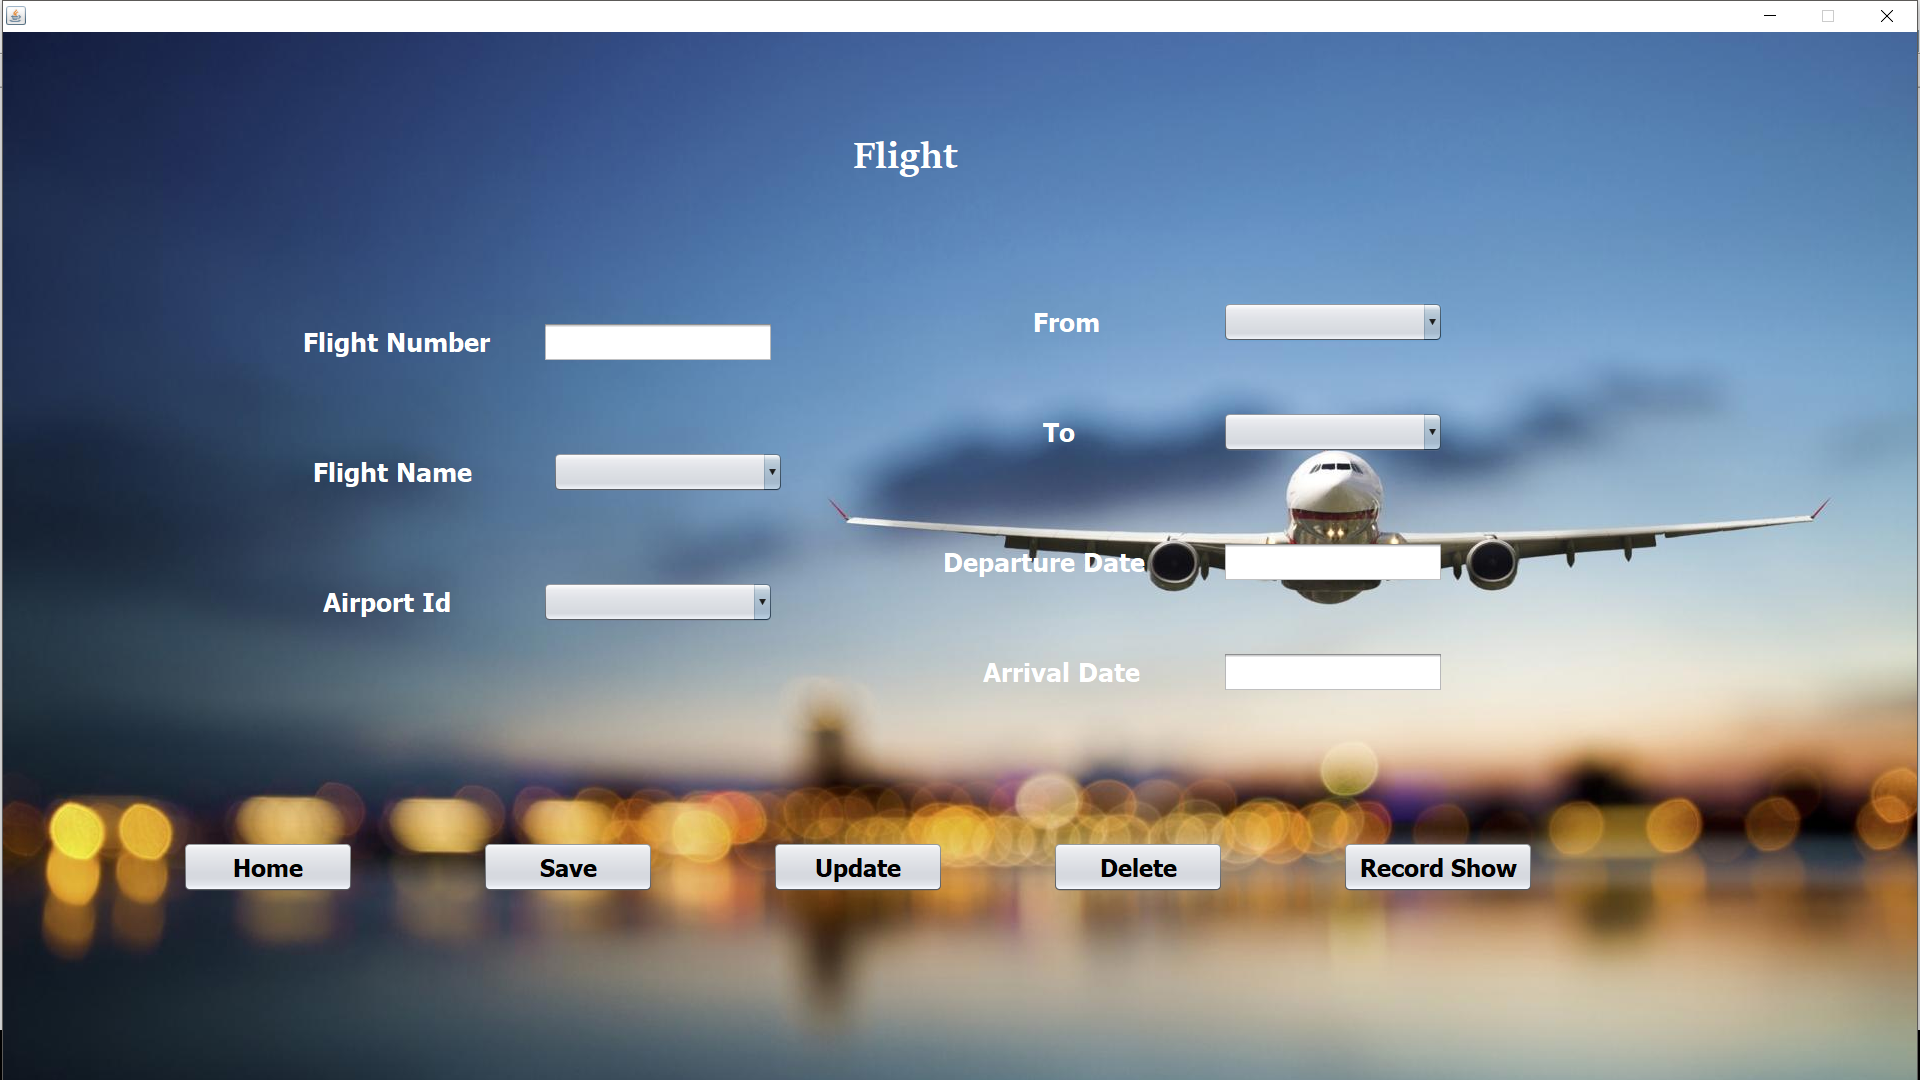 Flight
Flight Number
From
To
Flight Name
Departure Date
Airport Id
Arrival Date
Home
Save
Update
Delete
Record Show